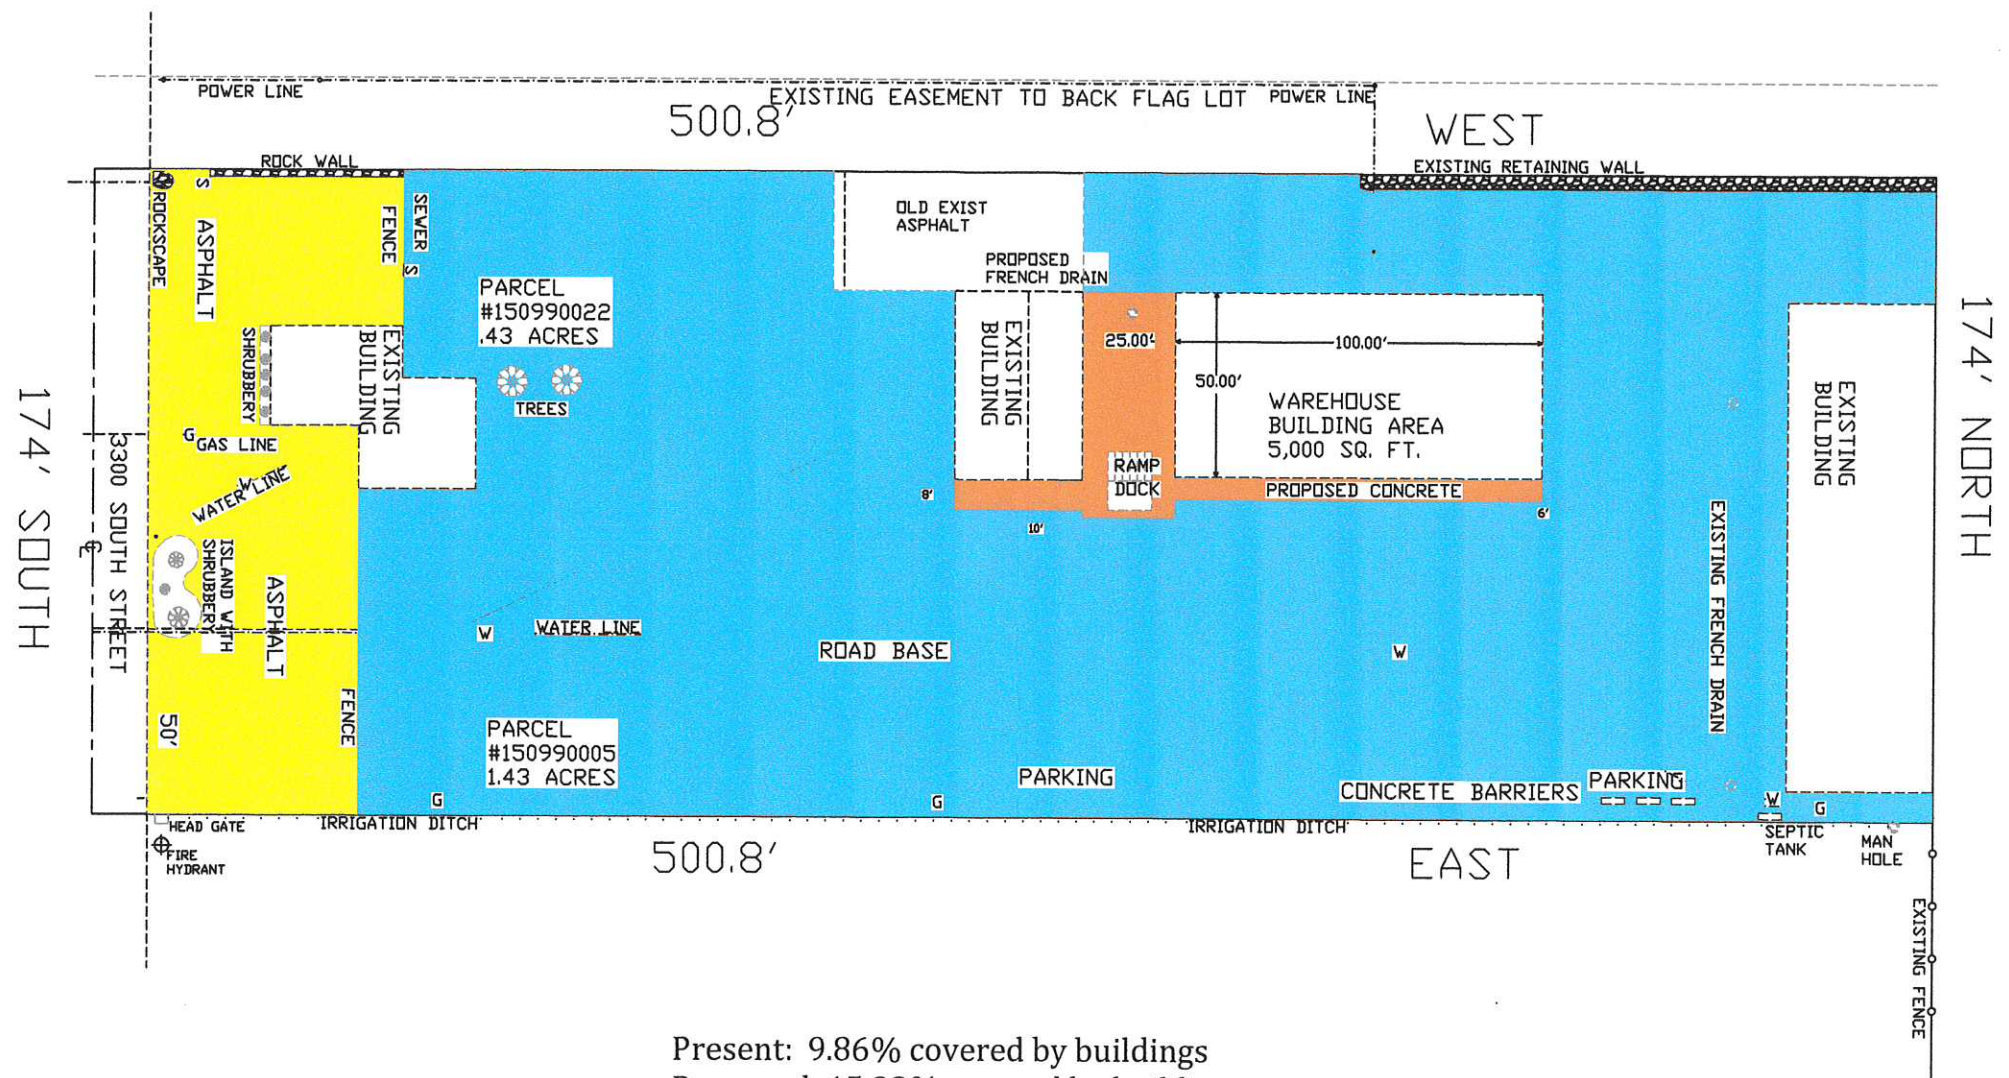 POWER LINE
EXISTING EASEMENT TO BACK FLAG LOT
POWER LINE
500.8'
WEST
ROCK WALL
EXISTING RETAINING WALL
S
ROCKSCAPE
ASPHALT
FENCE
SEWER
S
OLD EXIST
ASPHALT
PROPOSED
FRENCH DRAIN
PARCEL
#150990022
.43 ACRES
SHRUBBERY
EXISTING
BUILDING
TREES
EXISTING
BUILDING
25.00'
100.00'
50.00'
WAREHOUSE
BUILDING AREA
5,000 SQ. FT.
RAMP
DOCK
PROPOSED CONCRETE
8'
10'
6'
EXISTING
BUILDING
174' NORTH
174' SOUTH
3300 SOUTH STREET
G
GAS LINE
W
WATER LINE
ISLAND WITH
SHRUBBERY
ASPHALT
FENCE
50'
W
WATER LINE
ROAD BASE
W
EXISTING FRENCH DRAIN
PARCEL
#150990005
1.43 ACRES
PARKING
CONCRETE BARRIERS
PARKING
G
G
W
G
HEAD GATE
IRRIGATION DITCH
IRRIGATION DITCH
SEPTIC
TANK
MAN
HOLE
FIRE
HYDRANT
500.8'
EAST
EXISTING FENCE
Present: 9.86% covered by buildings